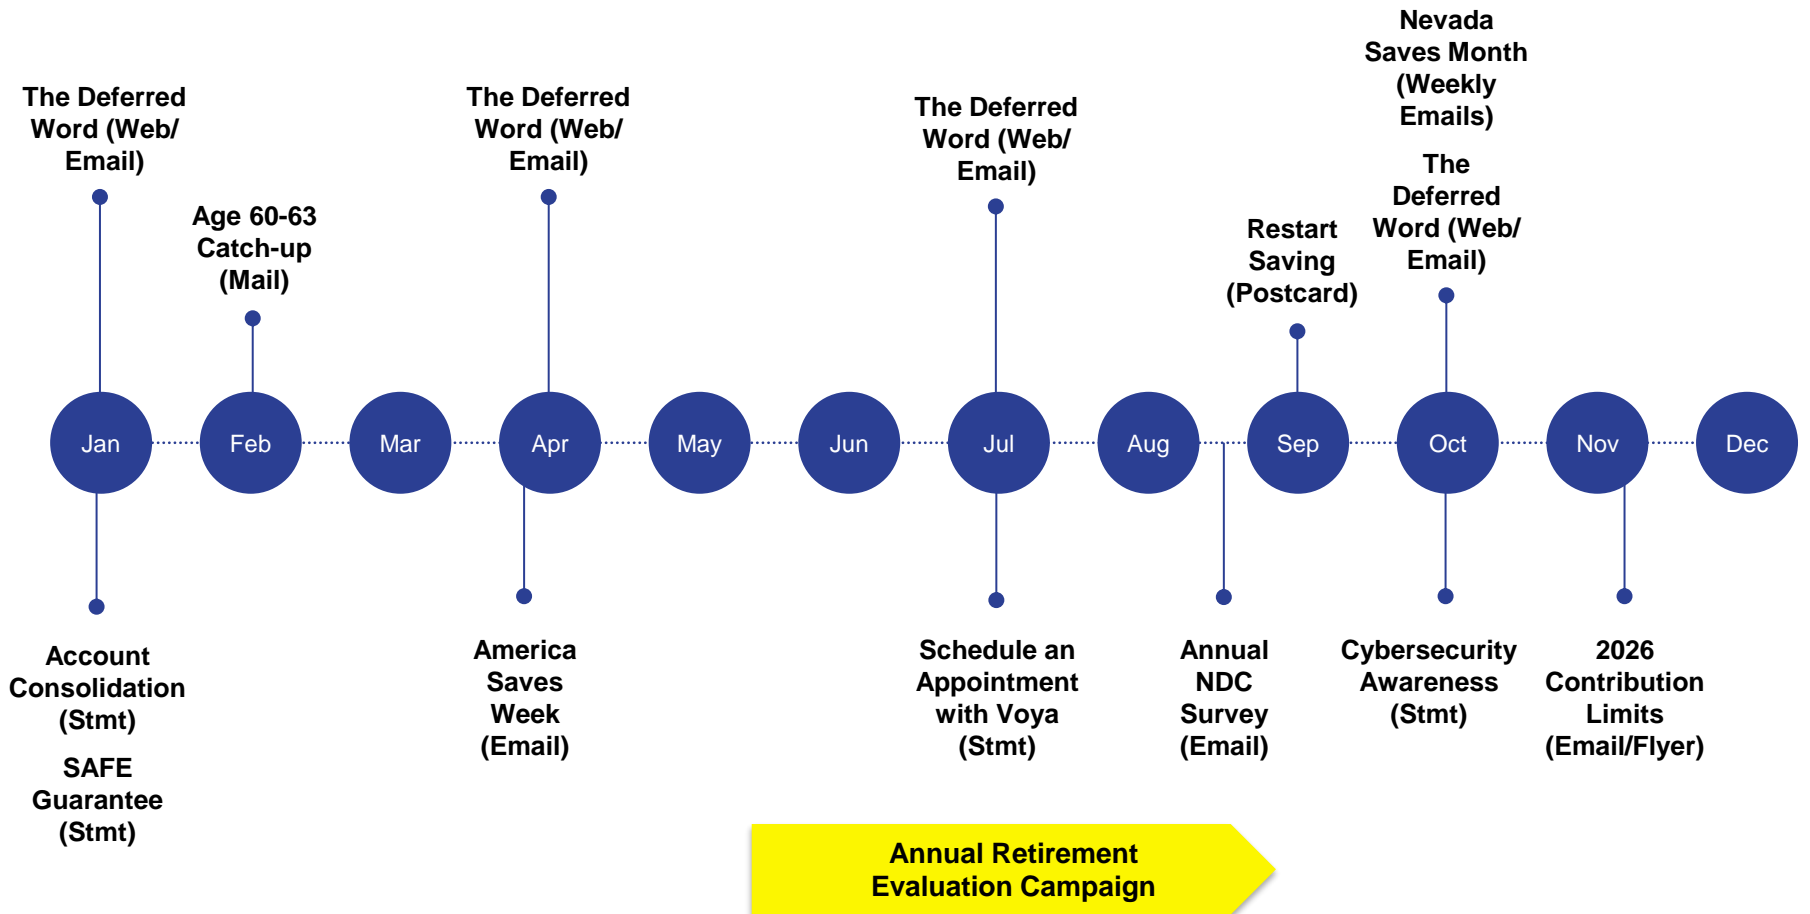 The Deferred
Word (Web/
Email)
Age 60-63
Catch-up
(Mail)
The Deferred
Word (Web/
Email)
The Deferred
Word (Web/
Email)
Restart
Saving
(Postcard)
Nevada
Saves Month
(Weekly
Emails)
The
Deferred
Word (Web/
Email)
Jan
Feb
Mar
Apr
May
Jun
Jul
Aug
Sep
Oct
Nov
Dec
Account
Consolidation
(Stmt)
SAFE
Guarantee
(Stmt)
America
Saves
Week
(Email)
Schedule an
Appointment
with Voya
(Stmt)
Annual
NDC
Survey
(Email)
Cybersecurity
Awareness
(Stmt)
2026
Contribution
Limits
(Email/Flyer)
Annual Retirement
Evaluation Campaign